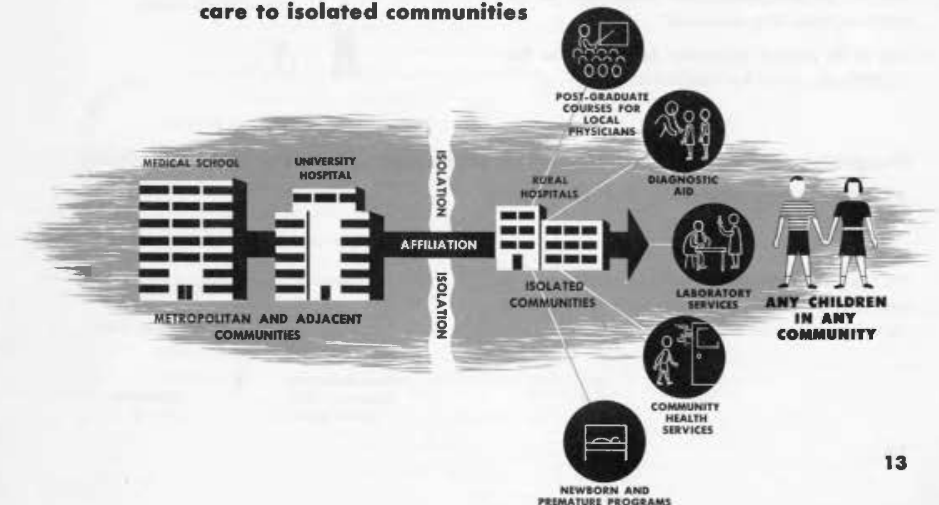 care to isolated communities
POST-GRADUATE
COURSES FOR
LOCAL
PHYSICIANS
MEDICAL SCHOOL
UNIVERSITY
HOSPITAL
ISOLATION
RURAL
HOSPITALS
DIAGNOSTIC
AID
AFFILIATION
ISOLATION
ISOLATED
COMMUNITIES
LABORATORY
SERVICES
ANY CHILDREN
IN ANY
COMMUNITY
METROPOLITAN AND ADJACENT
COMMUNITIES
COMMUNITY
HEALTH
SERVICES
13
NEWBORN AND
PREMATURE PROGRAMS